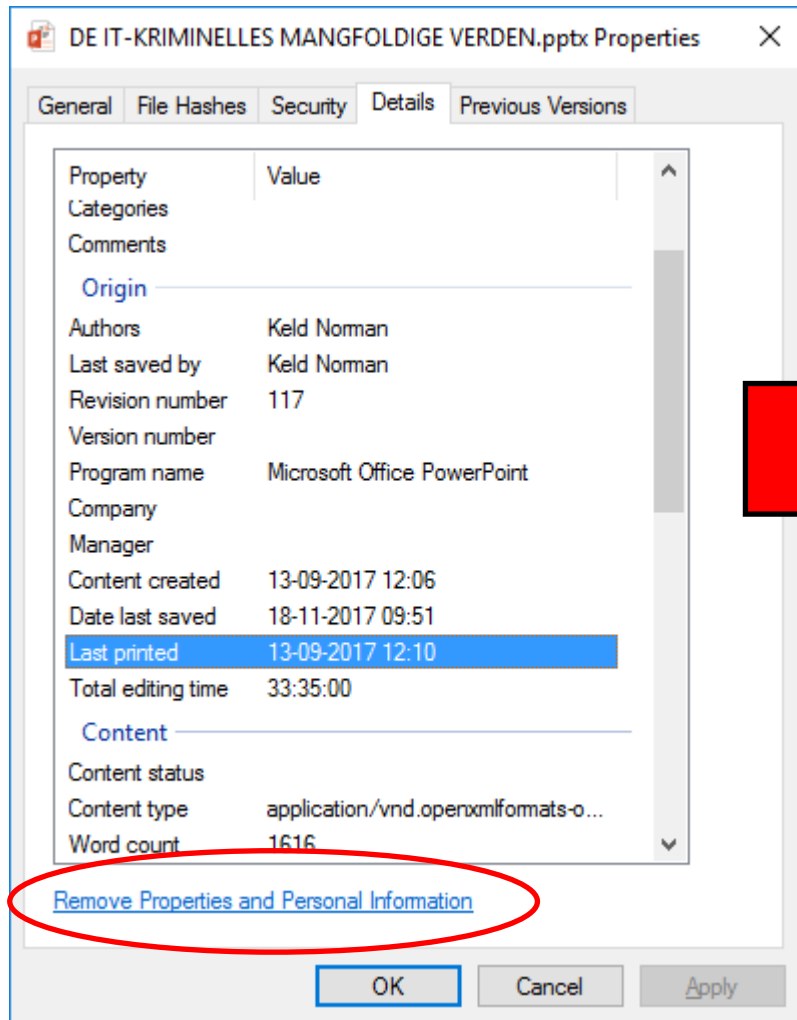 DE IT-KRIMINELLES MANGFOLDIGE VERDEN.pptx Properties
General File Hashes Security Details Previous Versions
Property Value
Categories
Comments
Origin
Authors Keld Norman
Last saved by Keld Norman
Revision number 117
Version number
Program name Microsoft Office PowerPoint
Company
Manager
Content created 13-09-2017 12:06
Date last saved 18-11-2017 09:51
Last printed 13-09-2017 12:10
Total editing time 33:35:00
Content
Content status
Content type application/vnd.openxmlformats-o...
Word count 1616
Remove Properties and Personal Information
OK Cancel Apply